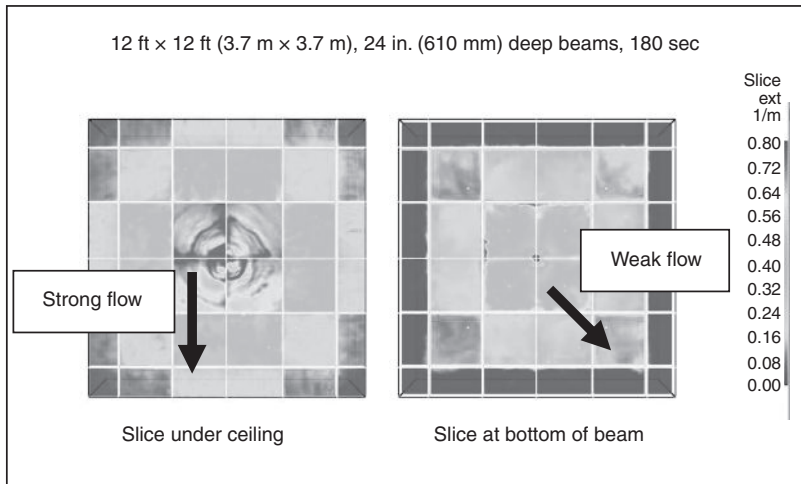 12 ft × 12 ft (3.7 m × 3.7 m), 24 in. (610 mm) deep beams, 180 sec
Slice
ext
1/m
0.80
0.72
0.64
0.56
0.48
0.40
0.32
0.24
0.16
0.08
0.00
Strong flow
Weak flow
Slice under ceiling
Slice at bottom of beam